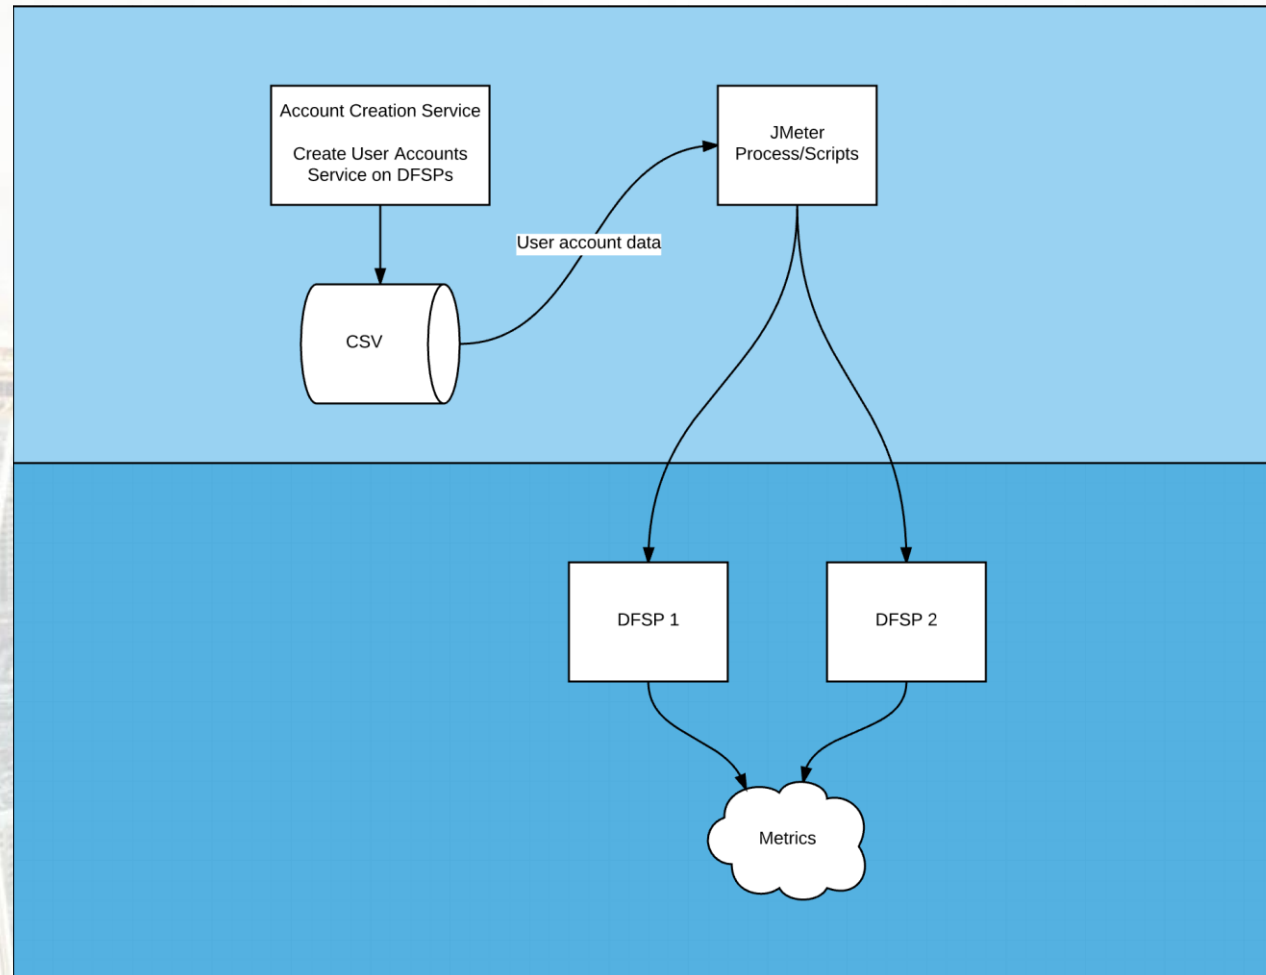 Account Creation Service
Create User Accounts
Service on DFSPs
JMeter
Process/Scripts
User account data
CSV
DFSP 1
DFSP 2
Metrics